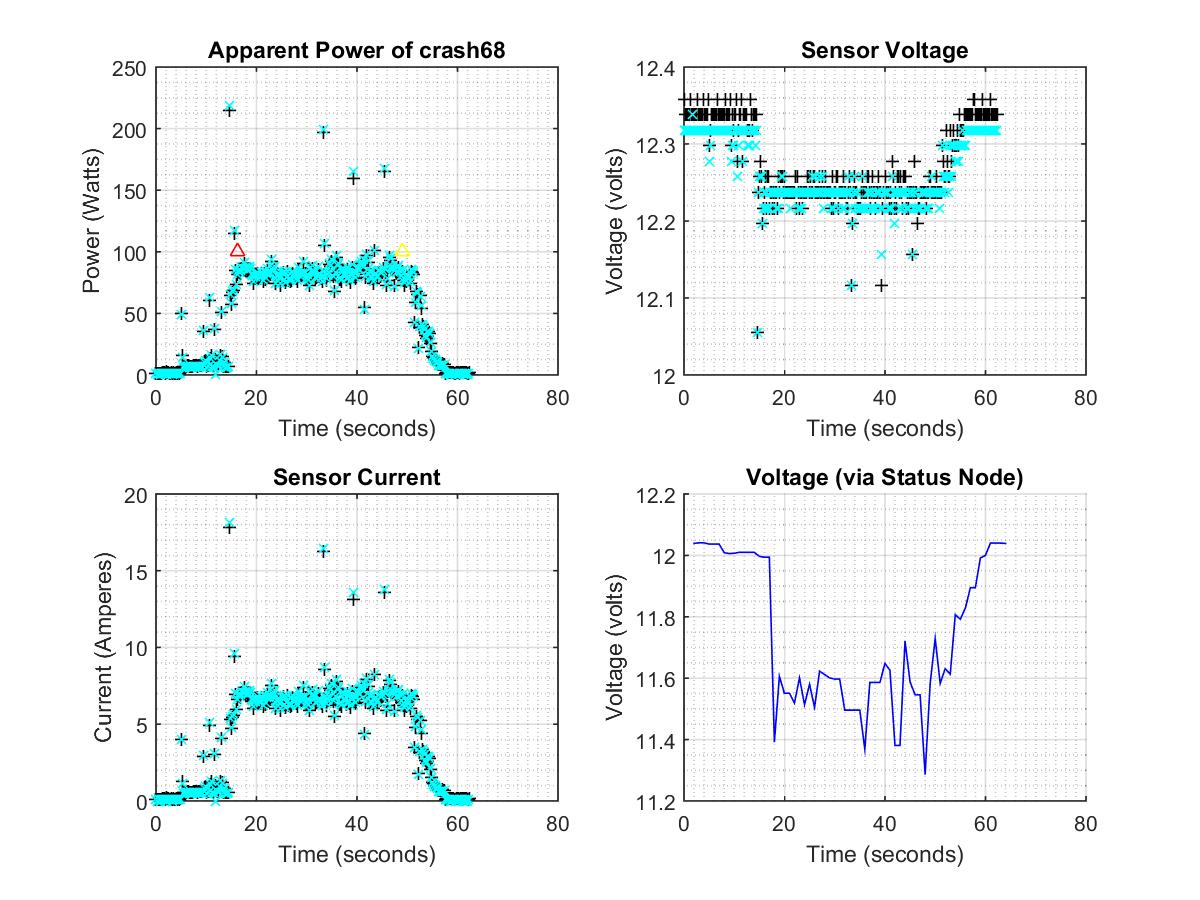 Apparent Power of crash68
250
200
150
100
50
0
Power (Watts)
0 20 40 60 80
Time (seconds)
Sensor Voltage
12.4
12.3
12.2
12.1
12
Voltage (volts)
0 20 40 60 80
Time (seconds)
Sensor Current
20
15
10
5
0
Current (Amperes)
0 20 40 60 80
Time (seconds)
Voltage (via Status Node)
12.2
12
11.8
11.6
11.4
11.2
Voltage (volts)
0 20 40 60 80
Time (seconds)